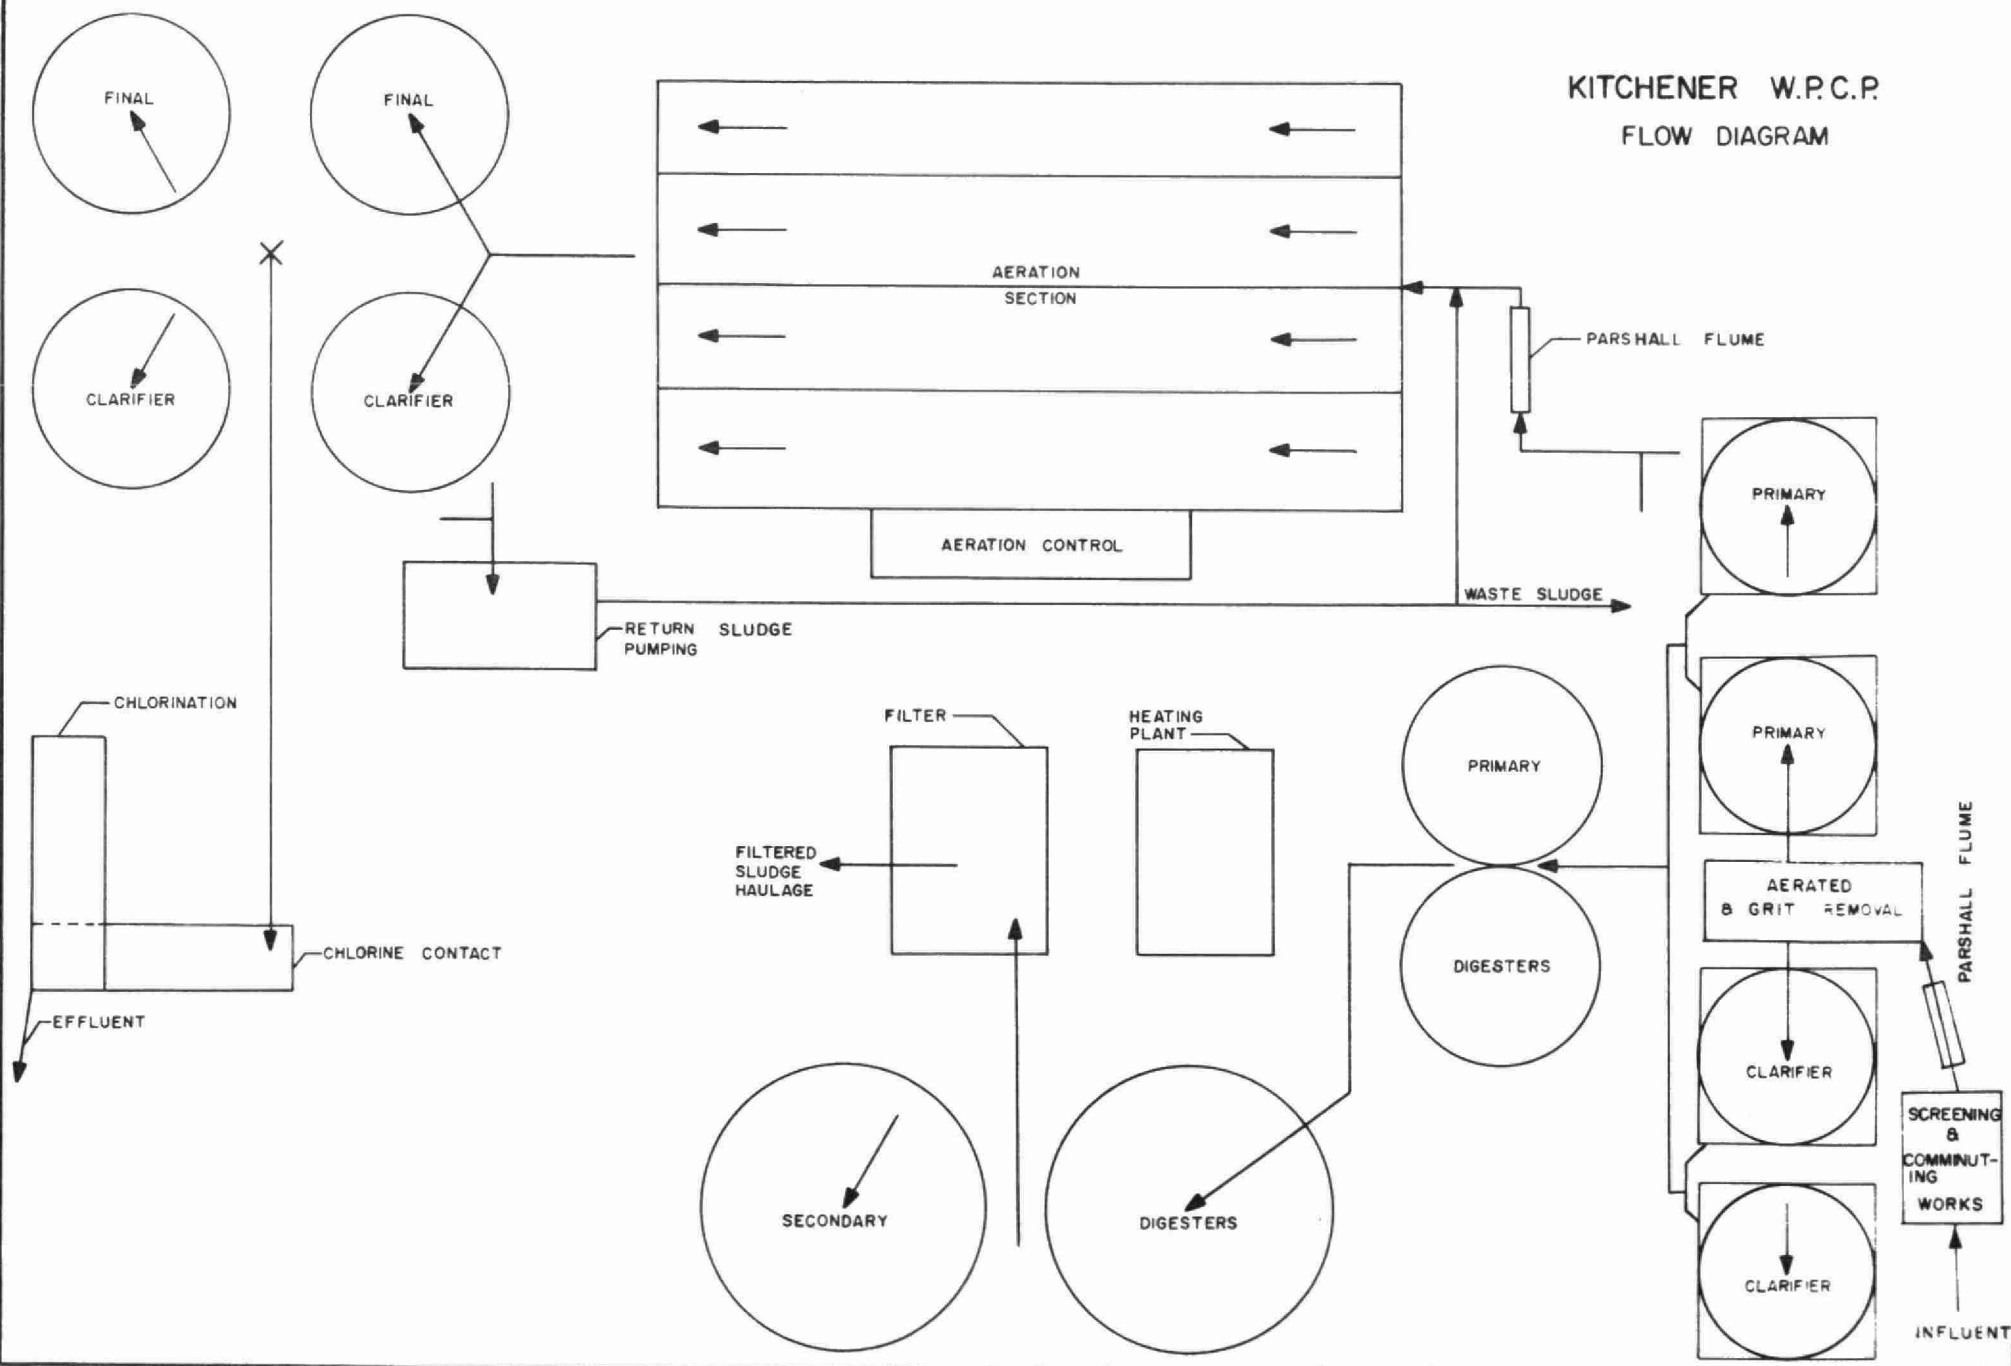 KITCHENER W.P.C.P.
FLOW DIAGRAM
FINAL
FINAL
CLARIFIER
CLARIFIER
AERATION
SECTION
AERATION CONTROL
PARSHALL FLUME
PRIMARY
WASTE SLUDGE
RETURN SLUDGE
PUMPING
CHLORINATION
FILTER
HEATING
PLANT
PRIMARY
PRIMARY
FILTERED
SLUDGE
HAULAGE
AERATED
& GRIT REMOVAL
PARSHALL FLUME
CHLORINE CONTACT
DIGESTERS
EFFLUENT
CLARIFIER
SCREENING
&
COMMINUT-
ING
WORKS
SECONDARY
DIGESTERS
CLARIFIER
INFLUENT